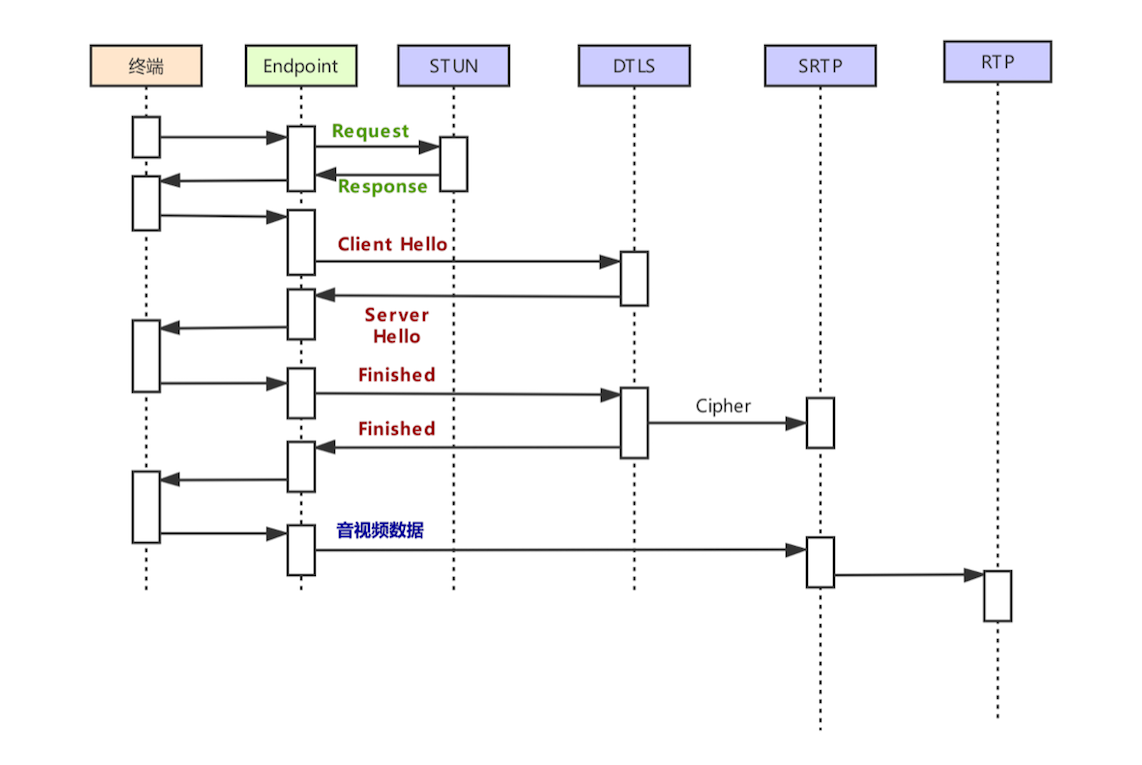 终端
Endpoint
STUN
DTLS
SRTP
RTP
Request
Response
Client Hello
Server
Hello
Finished
Cipher
Finished
音视频数据